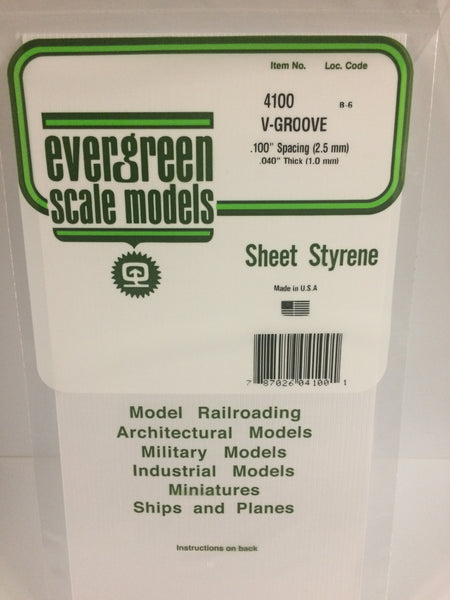 Item No. Loc. Code
4100 B-6
V-GROOVE
.100" Spacing (2.5 mm)
.040" Thick (1.0 mm)
evergreen
scale models
Sheet Styrene
Made in U.S.A
7 87026 04100 1
Model Railroading
Architectural Models
Military Models
Industrial Models
Miniatures
Ships and Planes
Instructions on back